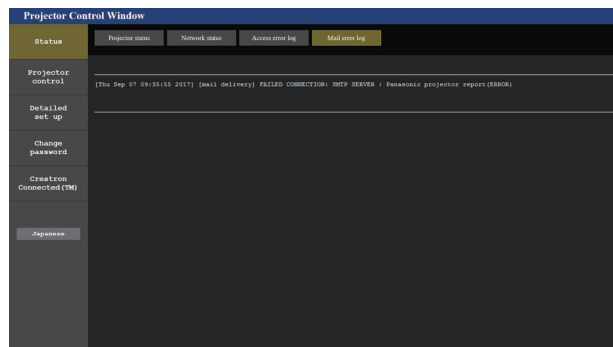 Projector Control Window
Status
Projector status
Network status
Access error log
Mail error log
Projector
control
[Thu Sep 07 09:35:55 2017] [mail delivery] FAILED CONNECTION: SMTP SERVER : Panasonic projector report(ERROR)
Detailed
set up
Change
password
Crestron
Connected(TM)
Japanese